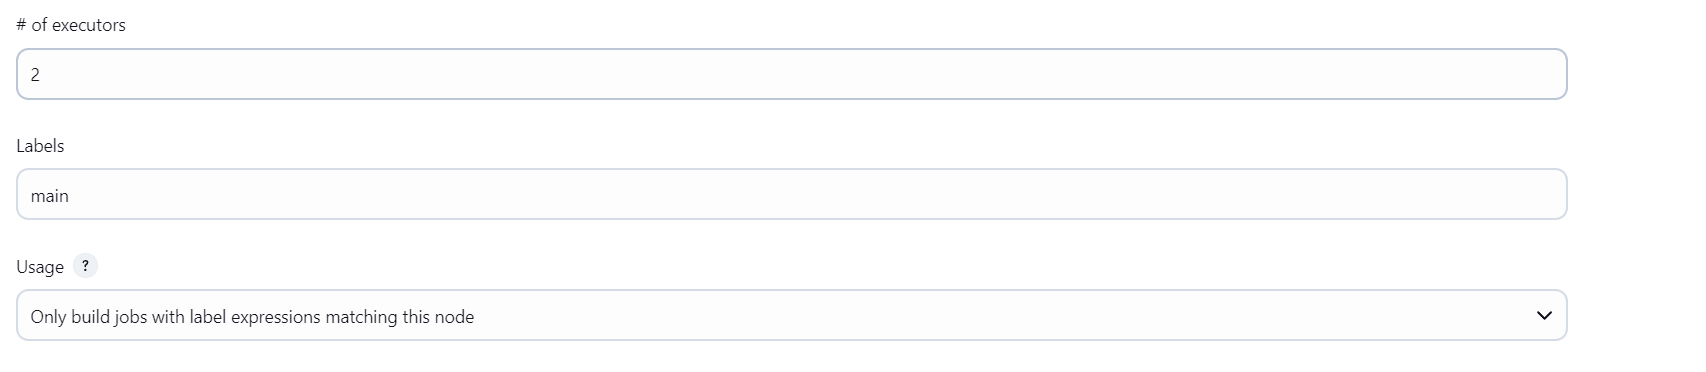 # of executors
2
Labels
main
Usage ?
Only build jobs with label expressions matching this node